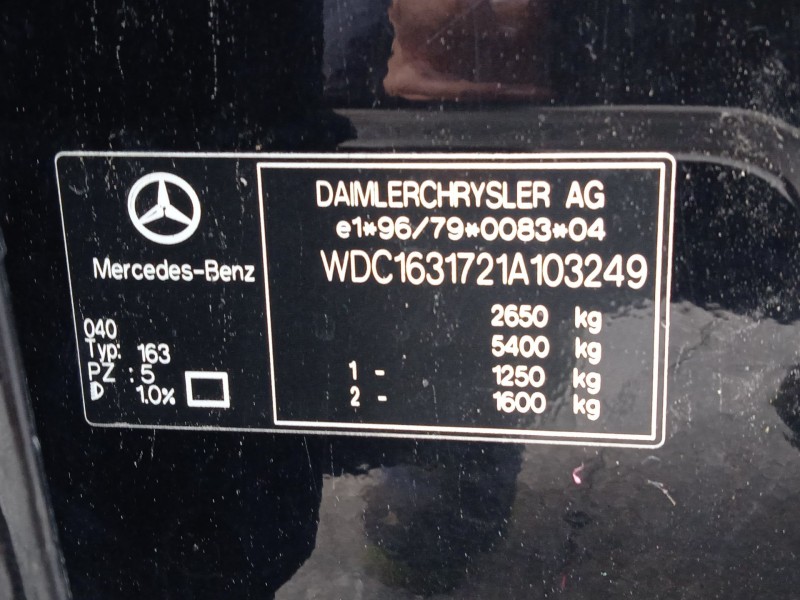 DAIMLERCHRYSLER AG
e1*96/79*0083*04
WDC1631721A103249
2650 kg
5400 kg
1 - 1250 kg
2 - 1600 kg
Mercedes-Benz
040
Typ: 163
PZ : 5
1.0%